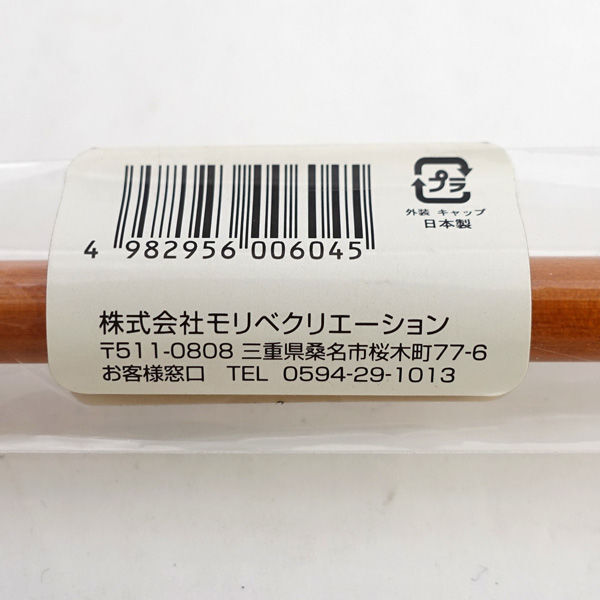 プラ
外装 キャップ
日本製
4 982956 006045
株式会社モリベクリエーション
〒511-0808 三重県桑名市桜木町77-6
お客様窓口 TEL 0594-29-1013